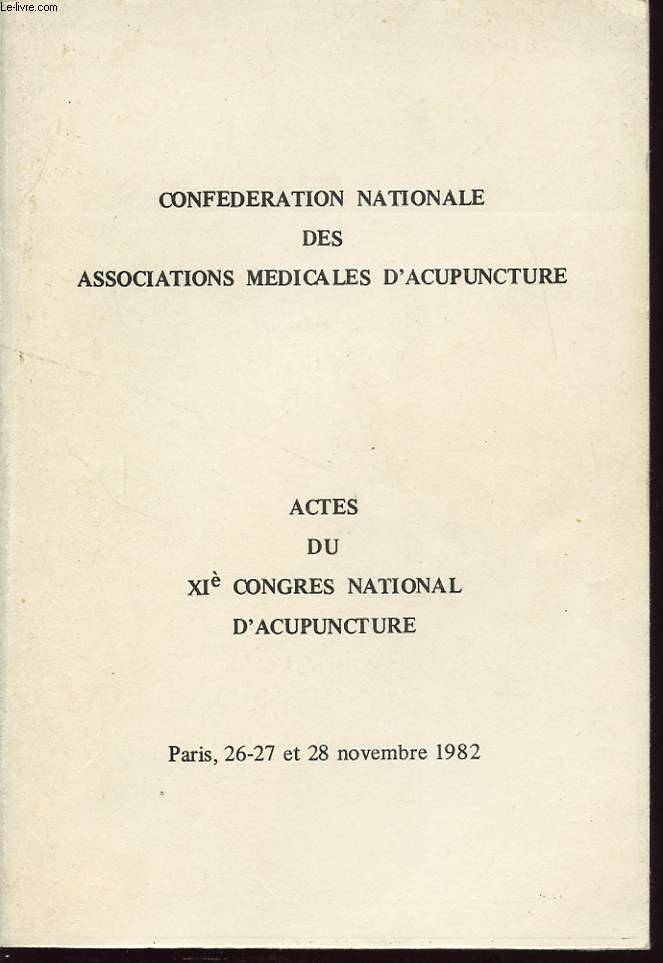 Le-livre.com
CONFEDERATION NATIONALE
DES
ASSOCIATIONS MEDICALES D'ACUPUNCTURE
ACTES
DU
XIè CONGRES NATIONAL
D'ACUPUNCTURE
Paris, 26-27 et 28 novembre 1982